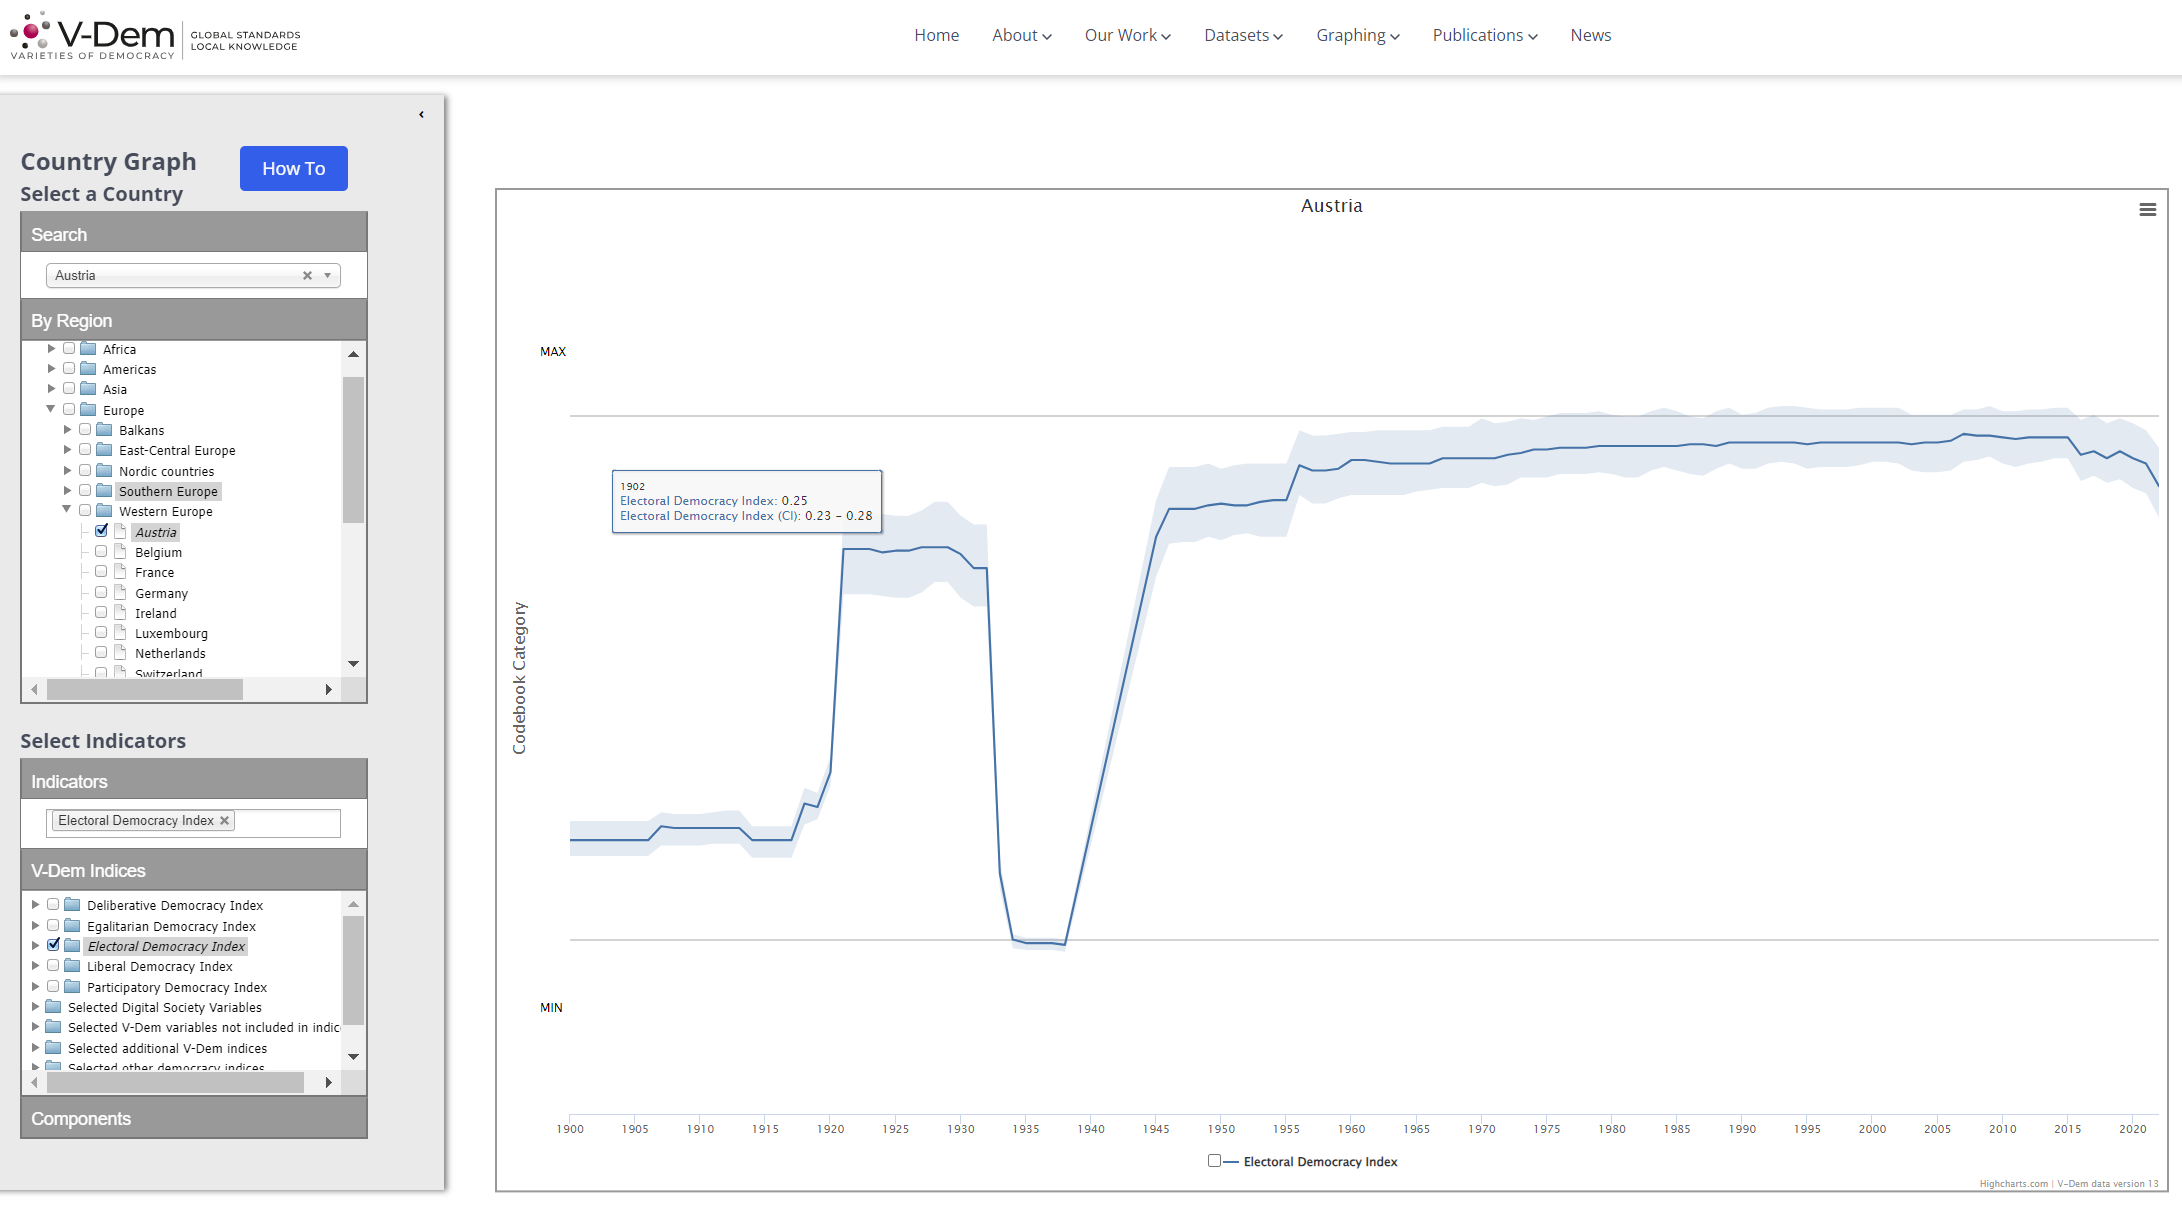 V-Dem
VARIETIES OF DEMOCRACY
GLOBAL STANDARDS
LOCAL KNOWLEDGE
Home
About
Our Work
Datasets
Graphing
Publications
News
Country Graph
How To
Select a Country
Search
Austria
By Region
Africa
Americas
Asia
Europe
Balkans
East-Central Europe
Nordic countries
Southern Europe
Western Europe
Austria
Belgium
France
Germany
Ireland
Luxembourg
Netherlands
Switzerland
Select Indicators
Indicators
Electoral Democracy Index
V-Dem Indices
Deliberative Democracy Index
Egalitarian Democracy Index
Electoral Democracy Index
Liberal Democracy Index
Participatory Democracy Index
Selected Digital Society Variables
Selected V-Dem variables not included in indic
Selected additional V-Dem indices
Selected other democracy indices
Components
Austria
MAX
1902
Electoral Democracy Index: 0.25
Electoral Democracy Index (CI): 0.23 – 0.28
Codebook Category
MIN
1900 1905 1910 1915 1920 1925 1930 1935 1940 1945 1950 1955 1960 1965 1970 1975 1980 1985 1990 1995 2000 2005 2010 2015 2020
Electoral Democracy Index
Highcharts.com | V-Dem data version 13